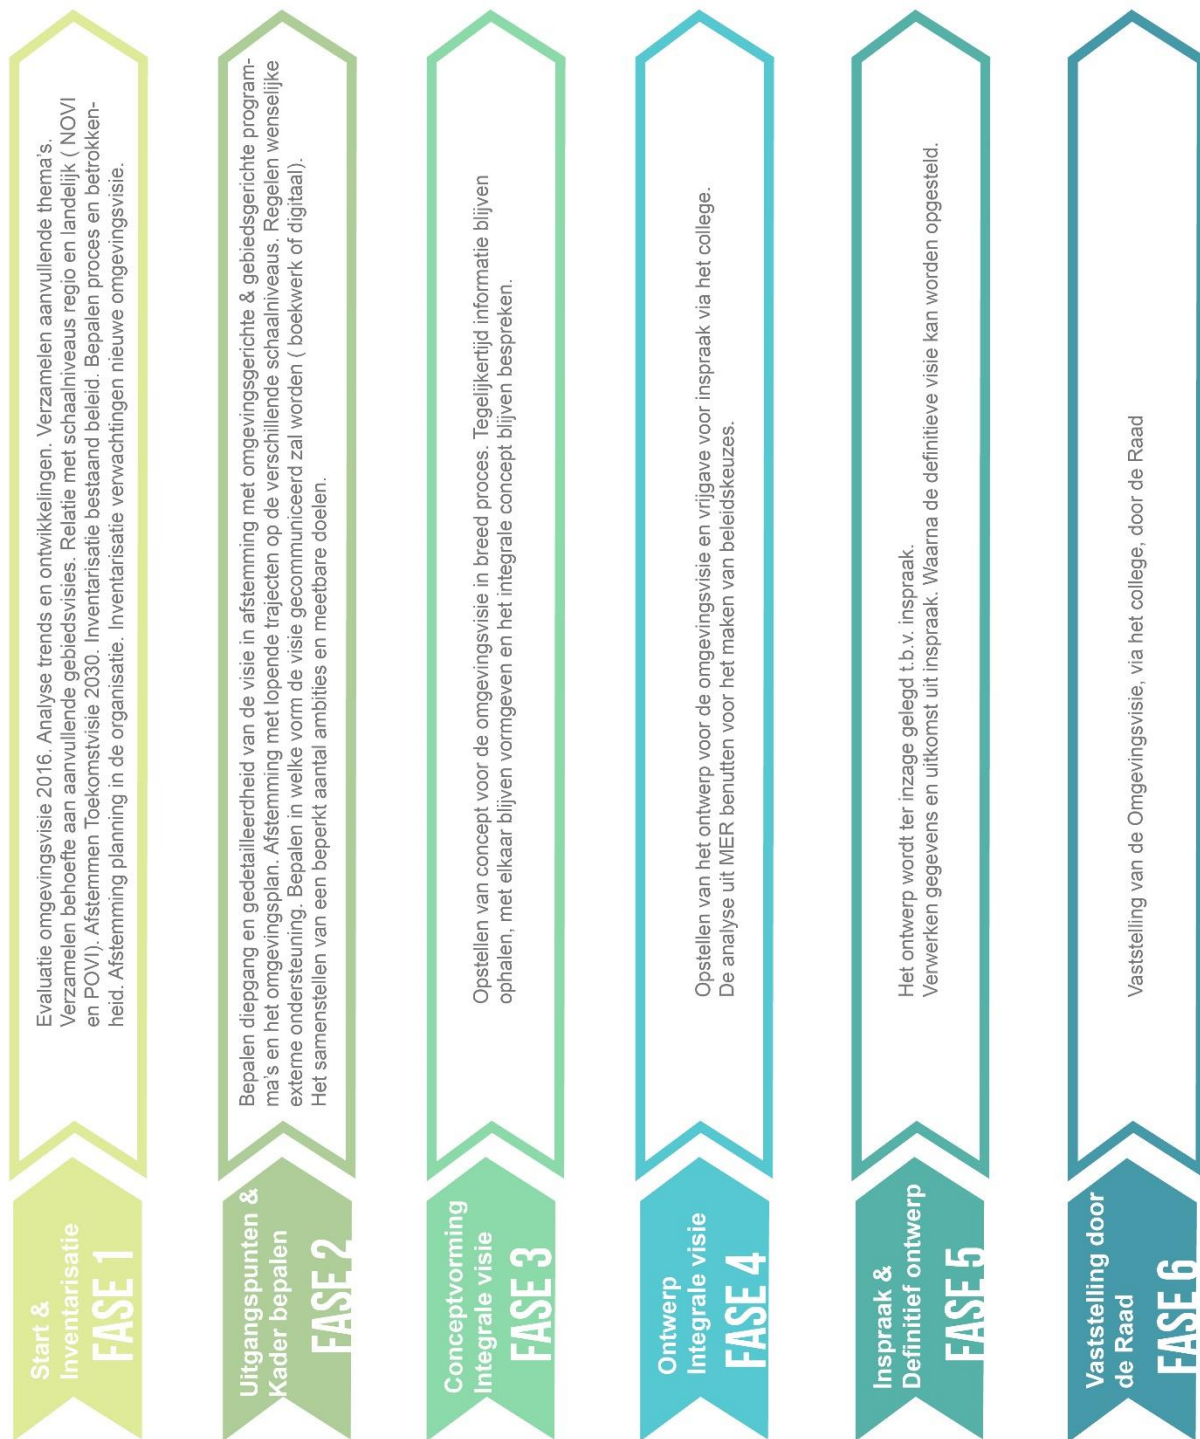 Start &
Inventarisatie
FASE 1
Evaluatie omgevingsvisie 2016. Analyse trends en ontwikkelingen. Verzamelen aanvullende thema's.
Verzamelen behoefte aan aanvullende gebiedsvisies. Relatie met schaalniveaus regio en landelijk ( NOVI
en POVI). Afstemmen Toekomstvisie 2030. Inventarisatie bestaand beleid. Bepalen proces en betrokken-
heid. Afstemming planning in de organisatie. Inventarisatie verwachtingen nieuwe omgevingsvisie.
Uitgangspunten &
Kader bepalen
FASE 2
Bepalen diepgang en gedetailleerdheid van de visie in afstemming met omgevingsgerichte & gebiedsgerichte program-
ma's en het omgevingsplan. Afstemming met lopende trajecten op de verschillende schaalniveaus. Regelen wenselijke
externe ondersteuning. Bepalen in welke vorm de visie gecommuniceerd zal worden ( boekwerk of digitaal).
Het samenstellen van een beperkt aantal ambities en meetbare doelen.
Conceptvorming
Integrale visie
FASE 3
Opstellen van concept voor de omgevingsvisie in breed proces. Tegelijkertijd informatie blijven
ophalen, met elkaar blijven vormgeven en het integrale concept blijven bespreken.
Ontwerp
Integrale visie
FASE 4
Opstellen van het ontwerp voor de omgevingsvisie en vrijgave voor inspraak via het college.
De analyse uit MER benutten voor het maken van beleidskeuzes.
Inspraak &
Definitief ontwerp
FASE 5
Het ontwerp wordt ter inzage gelegd t.b.v. inspraak.
Verwerken gegevens en uitkomst uit inspraak. Waarna de definitieve visie kan worden opgesteld.
Vaststelling door
de Raad
FASE 6
Vaststelling van de Omgevingsvisie, via het college, door de Raad